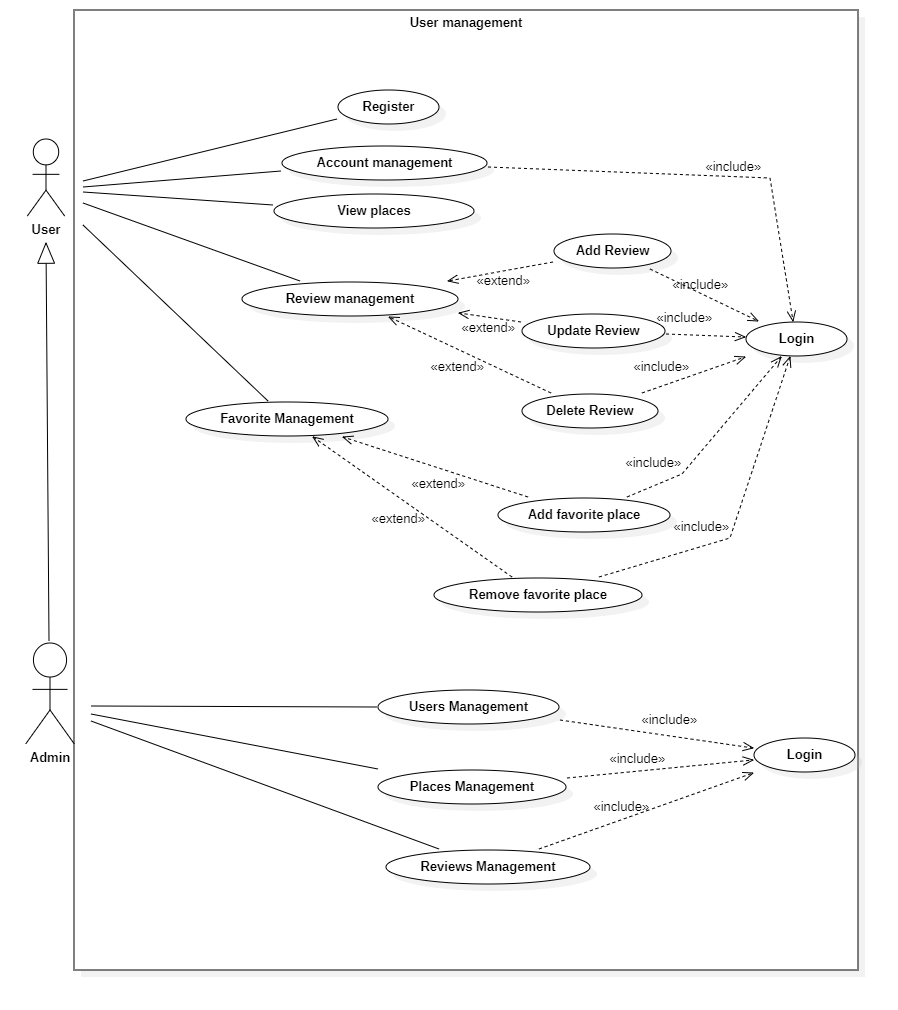 User management
Register
Account management
«include»
View places
User
Add Review
«extend»
«include»
Review management
«include»
«extend»
Update Review
Login
«extend»
«include»
Delete Review
Favorite Management
«include»
«extend»
Add favorite place
«extend»
«include»
Remove favorite place
Users Management
«include»
Admin
Login
«include»
Places Management
«include»
Reviews Management